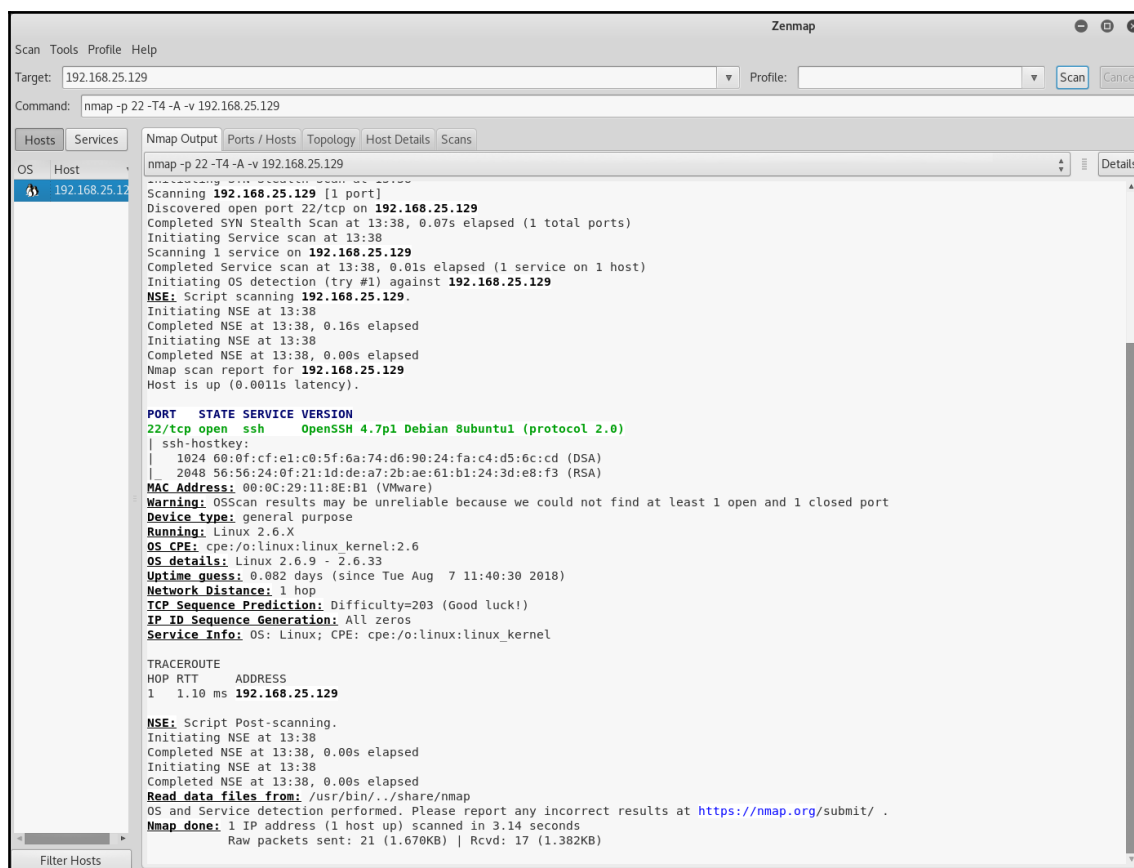 Zenmap
Scan Tools Profile Help
Target: 192.168.25.129 Profile: Scan Cance
Command: nmap -p 22 -T4 -A -v 192.168.25.129
Hosts Services Nmap Output Ports / Hosts Topology Host Details Scans
OS Host nmap -p 22 -T4 -A -v 192.168.25.129 Details
192.168.25.12
Initiating SYN Stealth Scan at 13:38
Scanning 192.168.25.129 [1 port]
Discovered open port 22/tcp on 192.168.25.129
Completed SYN Stealth Scan at 13:38, 0.07s elapsed (1 total ports)
Initiating Service scan at 13:38
Scanning 1 service on 192.168.25.129
Completed Service scan at 13:38, 0.01s elapsed (1 service on 1 host)
Initiating OS detection (try #1) against 192.168.25.129
NSE: Script scanning 192.168.25.129.
Initiating NSE at 13:38
Completed NSE at 13:38, 0.16s elapsed
Initiating NSE at 13:38
Completed NSE at 13:38, 0.00s elapsed
Nmap scan report for 192.168.25.129
Host is up (0.0011s latency).
PORT STATE SERVICE VERSION
22/tcp open ssh OpenSSH 4.7p1 Debian 8ubuntu1 (protocol 2.0)
| ssh-hostkey:
| 1024 60:0f:cf:e1:c0:5f:6a:74:d6:90:24:fa:c4:d5:6c:cd (DSA)
|_ 2048 56:56:24:0f:21:1d:de:a7:2b:ae:61:b1:24:3d:e8:f3 (RSA)
MAC Address: 00:0C:29:11:8E:B1 (VMware)
Warning: OSScan results may be unreliable because we could not find at least 1 open and 1 closed port
Device type: general purpose
Running: Linux 2.6.X
OS CPE: cpe:/o:linux:linux_kernel:2.6
OS details: Linux 2.6.9 - 2.6.33
Uptime guess: 0.082 days (since Tue Aug 7 11:40:30 2018)
Network Distance: 1 hop
TCP Sequence Prediction: Difficulty=203 (Good luck!)
IP ID Sequence Generation: All zeros
Service Info: OS: Linux; CPE: cpe:/o:linux:linux_kernel
TRACEROUTE
HOP RTT ADDRESS
1 1.10 ms 192.168.25.129
NSE: Script Post-scanning.
Initiating NSE at 13:38
Completed NSE at 13:38, 0.00s elapsed
Initiating NSE at 13:38
Completed NSE at 13:38, 0.00s elapsed
Read data files from: /usr/bin/../share/nmap
OS and Service detection performed. Please report any incorrect results at https://nmap.org/submit/ .
Nmap done: 1 IP address (1 host up) scanned in 3.14 seconds
Raw packets sent: 21 (1.670KB) | Rcvd: 17 (1.382KB)
Filter Hosts